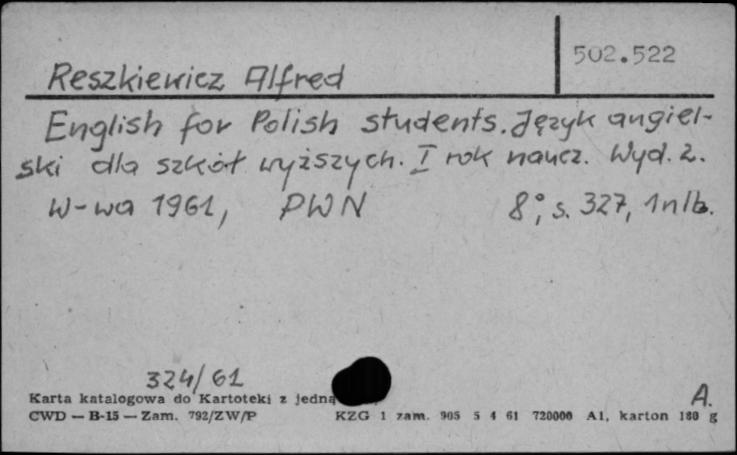 502.522
Reszkiewicz Alfred
English for Polish students. Język angiel-
ski dla szkół wyższych. I rok naucz. Wyd. 2.
W-wa 1961, PWN 8°, s. 327, 1 nlb.
324/61
Karta katalogowa do Kartoteki z jedną
A.
CWD — B-15 — Zam. 792/ZW/P KZG 1 zam. 905 5 4 61 720000 A1, karton 180 g